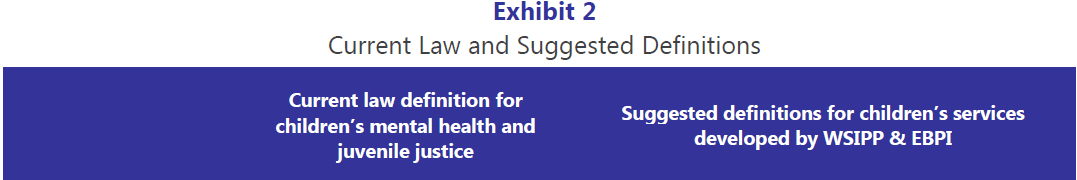 Exhibit 2
Current Law and Suggested Definitions
Current law definition for
children’s mental health and
juvenile justice
Suggested definitions for children’s services
developed by WSIPP & EBPI